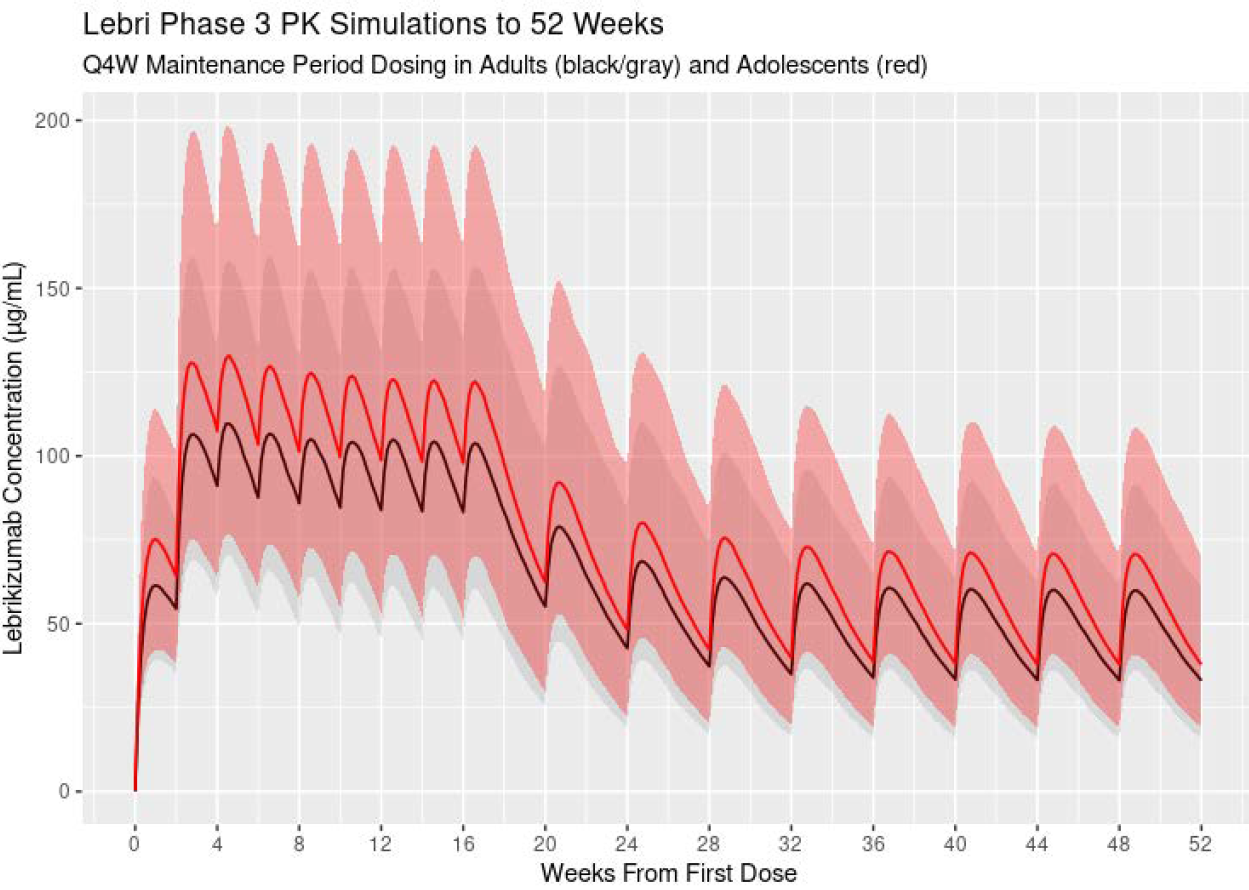 Lebri Phase 3 PK Simulations to 52 Weeks
Q4W Maintenance Period Dosing in Adults (black/gray) and Adolescents (red)
Lebrikizumab Concentration (µg/mL)
200
150
100
50
0
0 4 8 12 16 20 24 28 32 36 40 44 48 52
Weeks From First Dose